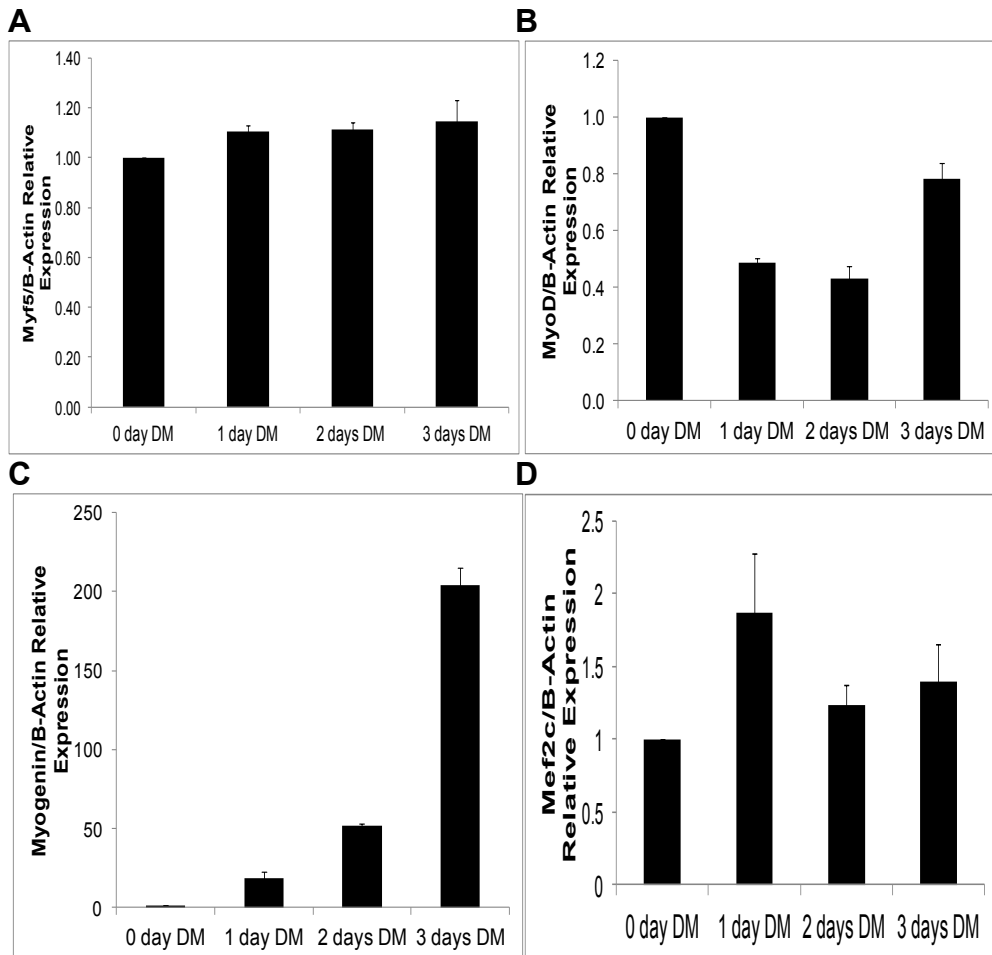 A
Myf5/B-Actin Relative
Expression
1.40
1.20
1.00
0.80
0.60
0.40
0.20
0.00
0 day DM 1 day DM 2 days DM 3 days DM
B
MyoD/B-Actin Relative
Expression
1.2
1.0
0.8
0.6
0.4
0.2
0.0
0 day DM 1 day DM 2 days DM 3 days DM
C
Myogenin/B-Actin Relative
Expression
250
200
150
100
50
0
0 day DM 1 day DM 2 days DM 3 days DM
D
Mef2c/B-Actin
Relative Expression
2.5
2
1.5
1
0.5
0
0 day DM 1 day DM 2 days DM 3 days DM